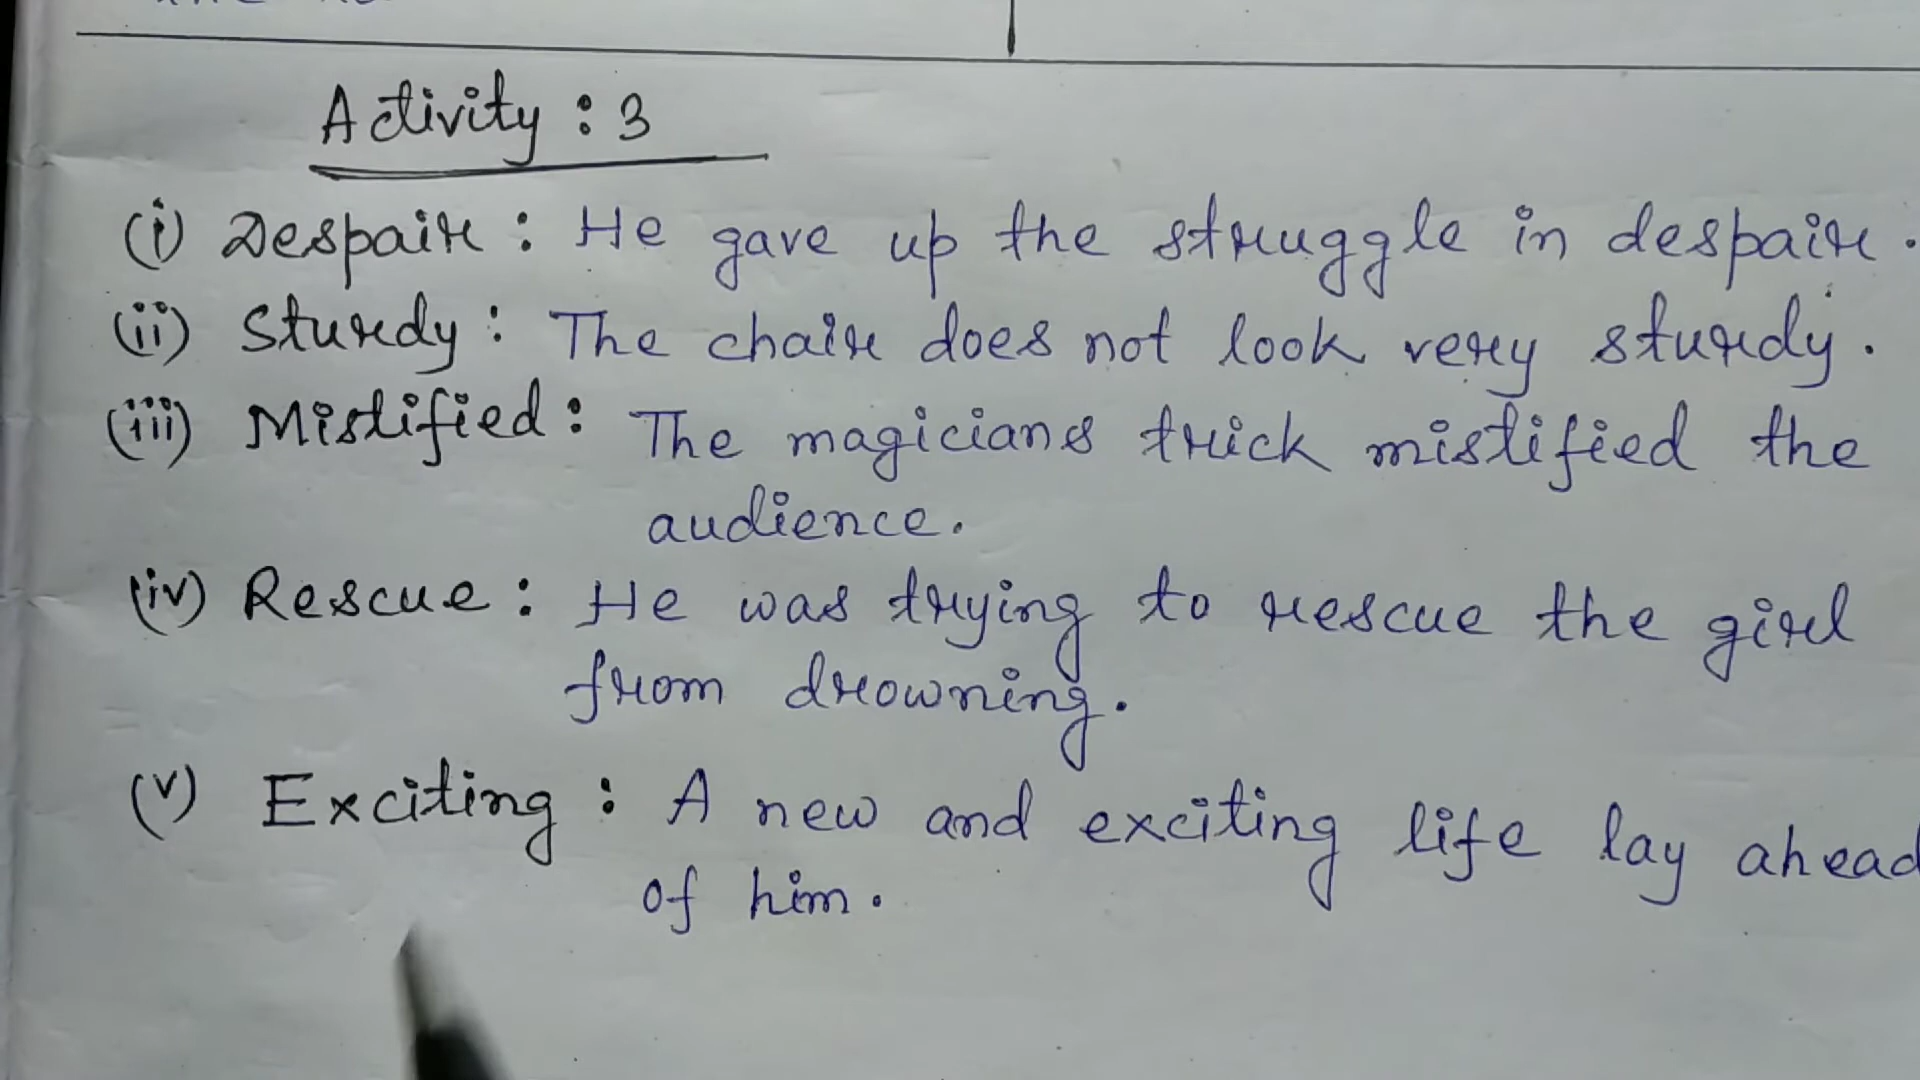 Activity : 3
(i) Despair : He gave up the struggle in despair.
(ii) Sturdy : The chair does not look very sturdy.
(iii) Mistified : The magicians trick mistified the
audience.
(iv) Rescue : He was trying to rescue the girl
from drowning.
(v) Exciting : A new and exciting life lay ahead
of him.